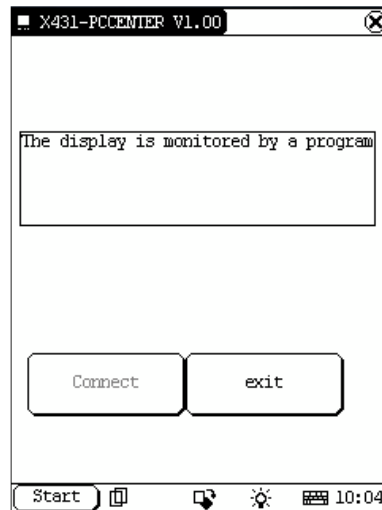 X431-PCCENTER V1.00
The display is monitored by a program
Connect
exit
Start
10:04